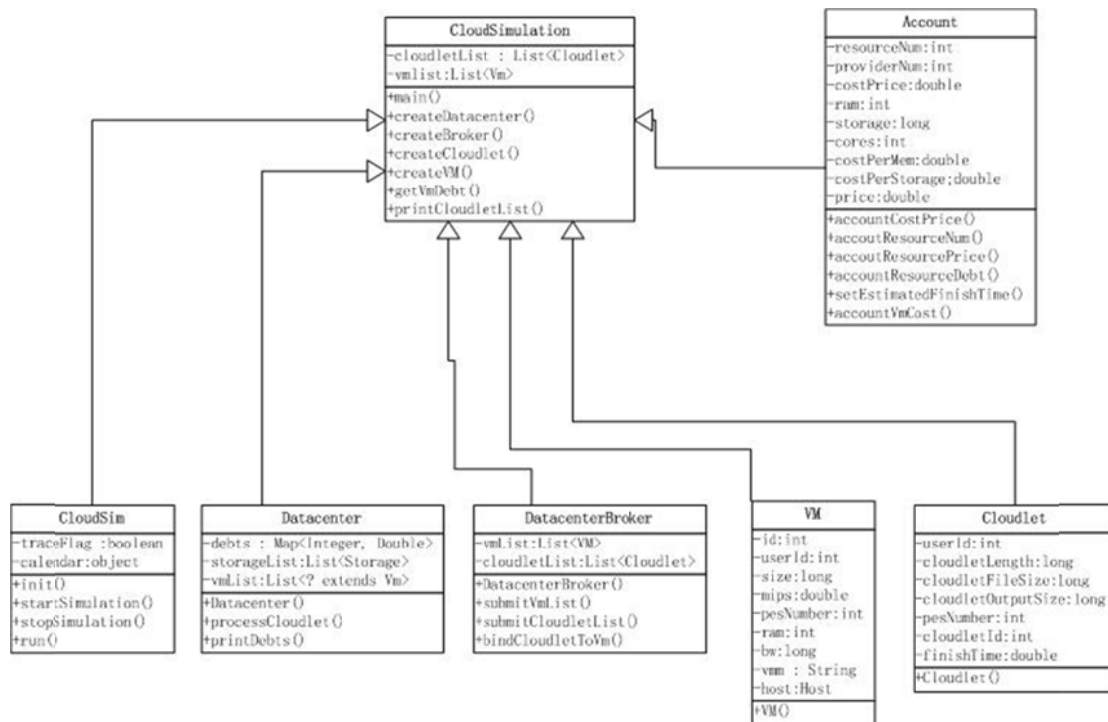 CloudSimulation
-cloudletList : List<Cloudlet>
-vmlist:List<Vm>
+main()
+createDatacenter()
+createBroker()
+createCloudlet()
+createVM()
+getVmDebt()
+printCloudletList()
Account
-resourceNum:int
-providerNum:int
-costPrice:double
-ram:int
-storage:long
-cores:int
-costPerMem:double
-costPerStorage;double
-price:double
+accountCostPrice()
+accoutResourceNum()
+accoutResourcePrice()
+accountResourceDebt()
+setEstimatedFinishTime()
+accountVmCost()
CloudSim
-traceFlag :boolean
-calendar:object
+init()
+startSimulation()
+stopSimulation()
+run()
Datacenter
-debts : Map<Integer, Double>
-storageList:List<Storage>
-vmList:List<? extends Vm>
+Datacenter()
+processCloudlet()
+printDebts()
DatacenterBroker
-vmList:List<VM>
-cloudletList:List<Cloudlet>
+DatacenterBroker()
+submitVmList()
+submitCloudletList()
+bindCloudletToVm()
VM
-id:int
-userId:int
-size:long
-mips:double
-pesNumber:int
-ram:int
-bw:long
-vmm : String
-host:Host
+VM()
Cloudlet
-userId:int
-cloudletLength:long
-cloudletFileSize:long
-cloudletOutputSize:long
-pesNumber:int
-cloudletId:int
-finishTime:double
+Cloudlet()